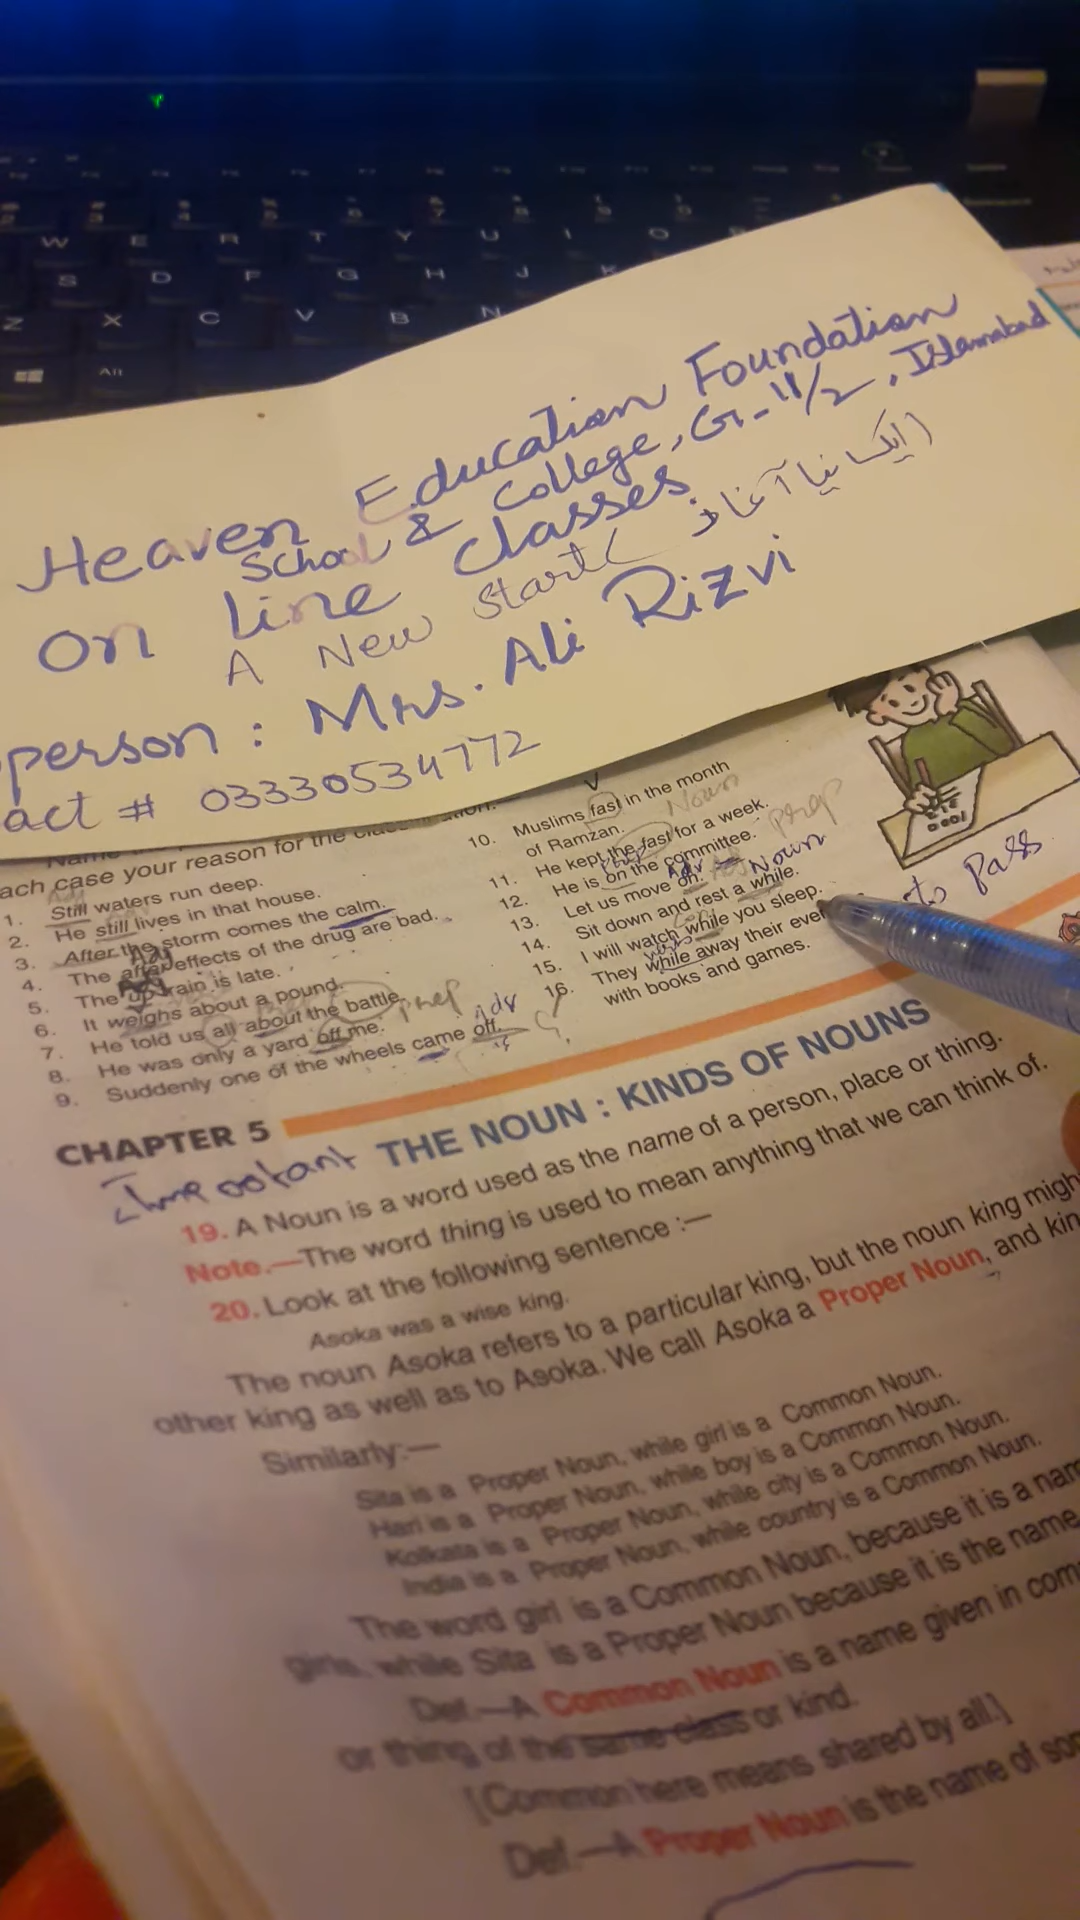 Heaven Education Foundation
School & College, G-11/2, Islamabad
On line Classes
A New Start (ایک نیا آغاز)
person: Mrs. Ali Rizvi
act # 03330534772
ach case your reason for the
1. Still waters run deep.
2. He still lives in that house.
3. After the storm comes the calm.
4. The after effects of the drug are bad.
5. The up train is late.
6. It weighs about a pound.
7. He told us all about the battle.
prep
8. He was only a yard off me.
9. Suddenly one of the wheels came off.
Adv
10. Muslims fast in the month
of Ramzan.
Noun
11. He kept the fast for a week.
12. He is on the committee.
prep
13. Let us move on.
Adv
14. Sit down and rest a while.
Noun
15. I will watch while you sleep.
16. They while away their
with books and games.
to pass
CHAPTER 5
THE NOUN : KINDS OF NOUNS
19. A Noun is a word used as the name of a person, place or thing.
Note.—The word thing is used to mean anything that we can think of.
20. Look at the following sentence :—
Asoka was a wise king.
The noun Asoka refers to a particular king, but the noun king migh
other king as well as to Asoka. We call Asoka a Proper Noun, and kin
Similarly:—
Sita is a Proper Noun, while girl is a Common Noun.
Hari is a Proper Noun, while boy is a Common Noun.
Kolkata is a Proper Noun, while city is a Common Noun.
India is a Proper Noun, while country is a Common Noun.
The word girl is a Common Noun, because it is a nam
girls, while Sita is a Proper Noun because it is the name
Def.—A Common Noun is a name given in com
or thing of the same class or kind.
[Common here means shared by all.]
Def.—A Proper Noun is the name of